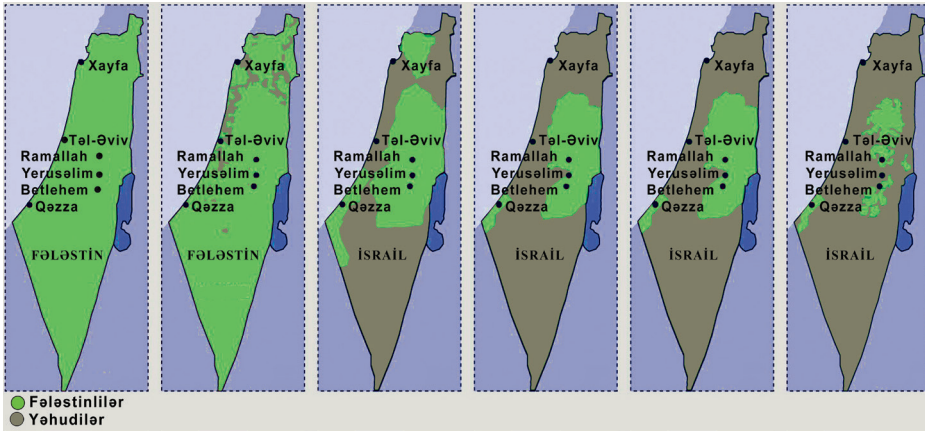 Xayfa
Təl-Əviv
Ramallah
Yerusəlim
Betlehem
Qəzza
FƏLƏSTİN
Xayfa
Təl-Əviv
Ramallah
Yerusəlim
Betlehem
Qəzza
FƏLƏSTİN
Xayfa
Təl-Əviv
Ramallah
Yerusəlim
Betlehem
Qəzza
İSRAİL
Xayfa
Təl-Əviv
Ramallah
Yerusəlim
Betlehem
Qəzza
İSRAİL
Xayfa
Təl-Əviv
Ramallah
Yerusəlim
Betlehem
Qəzza
İSRAİL
Xayfa
Təl-Əviv
Ramallah
Yerusəlim
Betlehem
Qəzza
İSRAİL
Fələstinlilər
Yəhudilər